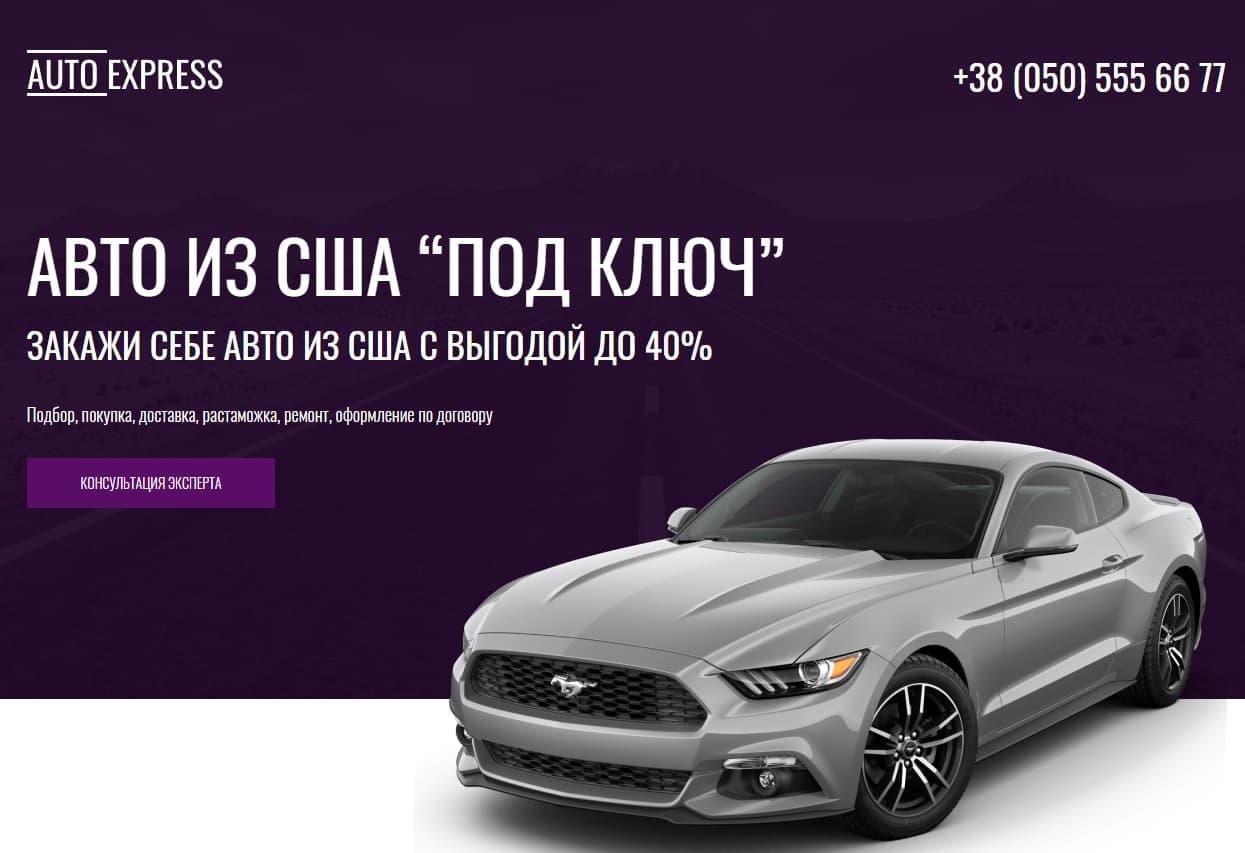 AUTO EXPRESS
+38 (050) 555 66 77
АВТО ИЗ США “ПОД КЛЮЧ”
ЗАКАЖИ СЕБЕ АВТО ИЗ США С ВЫГОДОЙ ДО 40%
Подбор, покупка, доставка, растаможка, ремонт, оформление по договору
КОНСУЛЬТАЦИЯ ЭКСПЕРТА